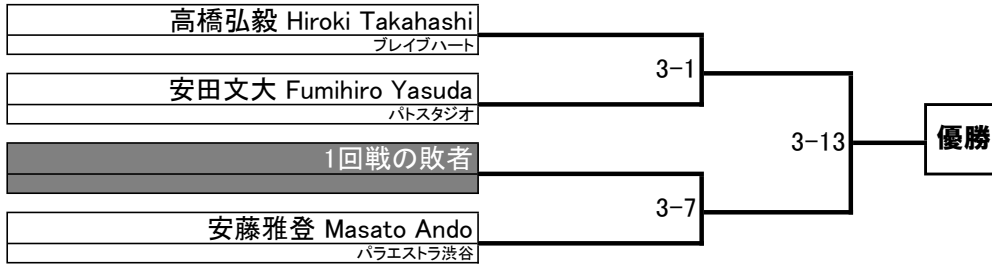 高橋弘毅 Hiroki Takahashi
ブレイブハート
3-1
安田文大 Fumihiro Yasuda
パトスタジオ
3-13
優勝
1回戦の敗者
3-7
安藤雅登 Masato Ando
パラエストラ渋谷